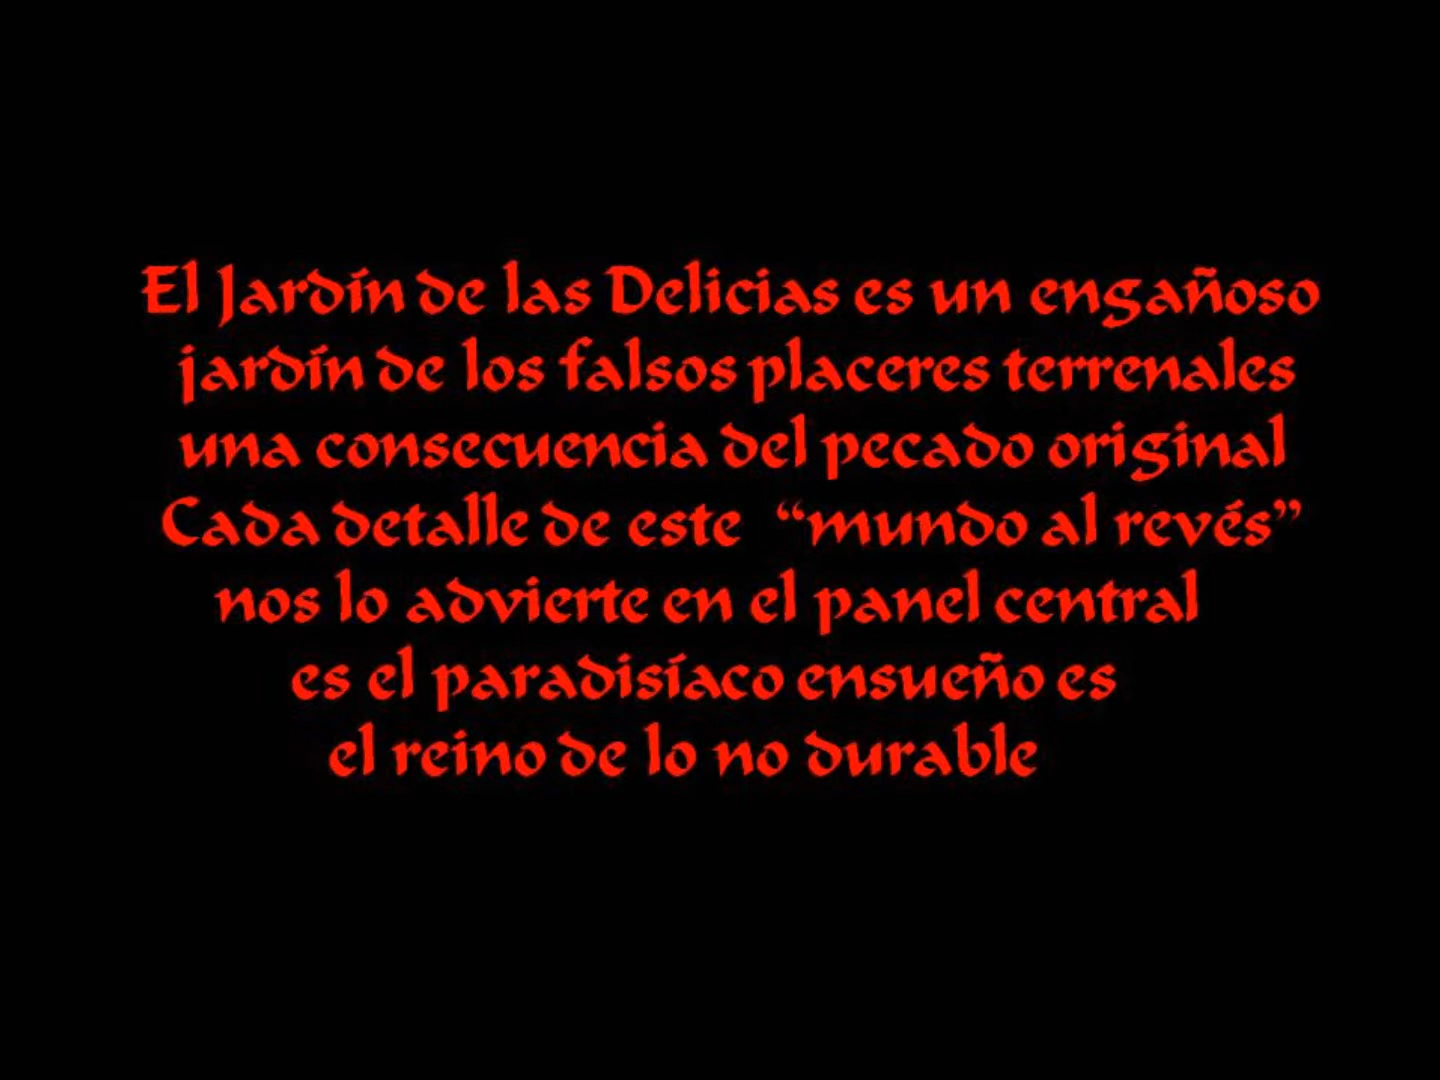 El Jardín de las Delicias es un engañoso
jardín de los falsos placeres terrenales
una consecuencia del pecado original
Cada detalle de este “mundo al revés”
nos lo advierte en el panel central
es el paradisíaco ensueño es
el reino de lo no durable